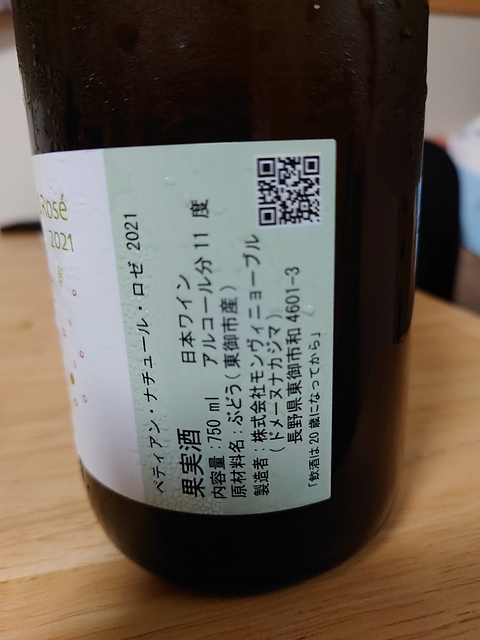 Rosé
2021
ペティアン・ナチュール・ロゼ 2021
果実酒 日本ワイン
内容量：750 ml アルコール分 11 度
原材料名：ぶどう（東御市産）
製造者：株式会社モンヴィニョーブル
（ドメーヌナカジマ）
長野県東御市和 4601-3
「飲酒は 20 歳になってから」